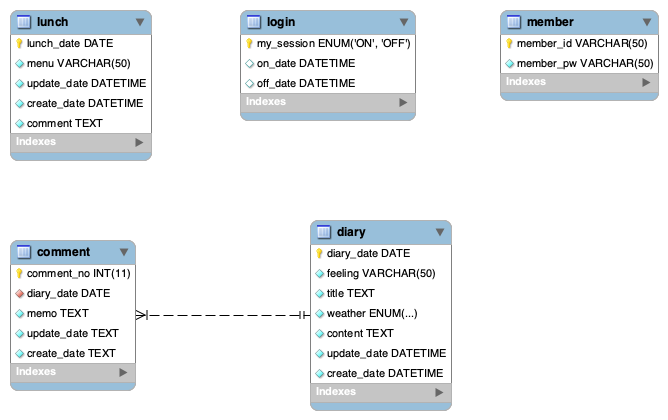 lunch
lunch_date DATE
menu VARCHAR(50)
update_date DATETIME
create_date DATETIME
comment TEXT
Indexes
login
my_session ENUM('ON', 'OFF')
on_date DATETIME
off_date DATETIME
Indexes
member
member_id VARCHAR(50)
member_pw VARCHAR(50)
Indexes
comment
comment_no INT(11)
diary_date DATE
memo TEXT
update_date TEXT
create_date TEXT
Indexes
diary
diary_date DATE
feeling VARCHAR(50)
title TEXT
weather ENUM(...)
content TEXT
update_date DATETIME
create_date DATETIME
Indexes